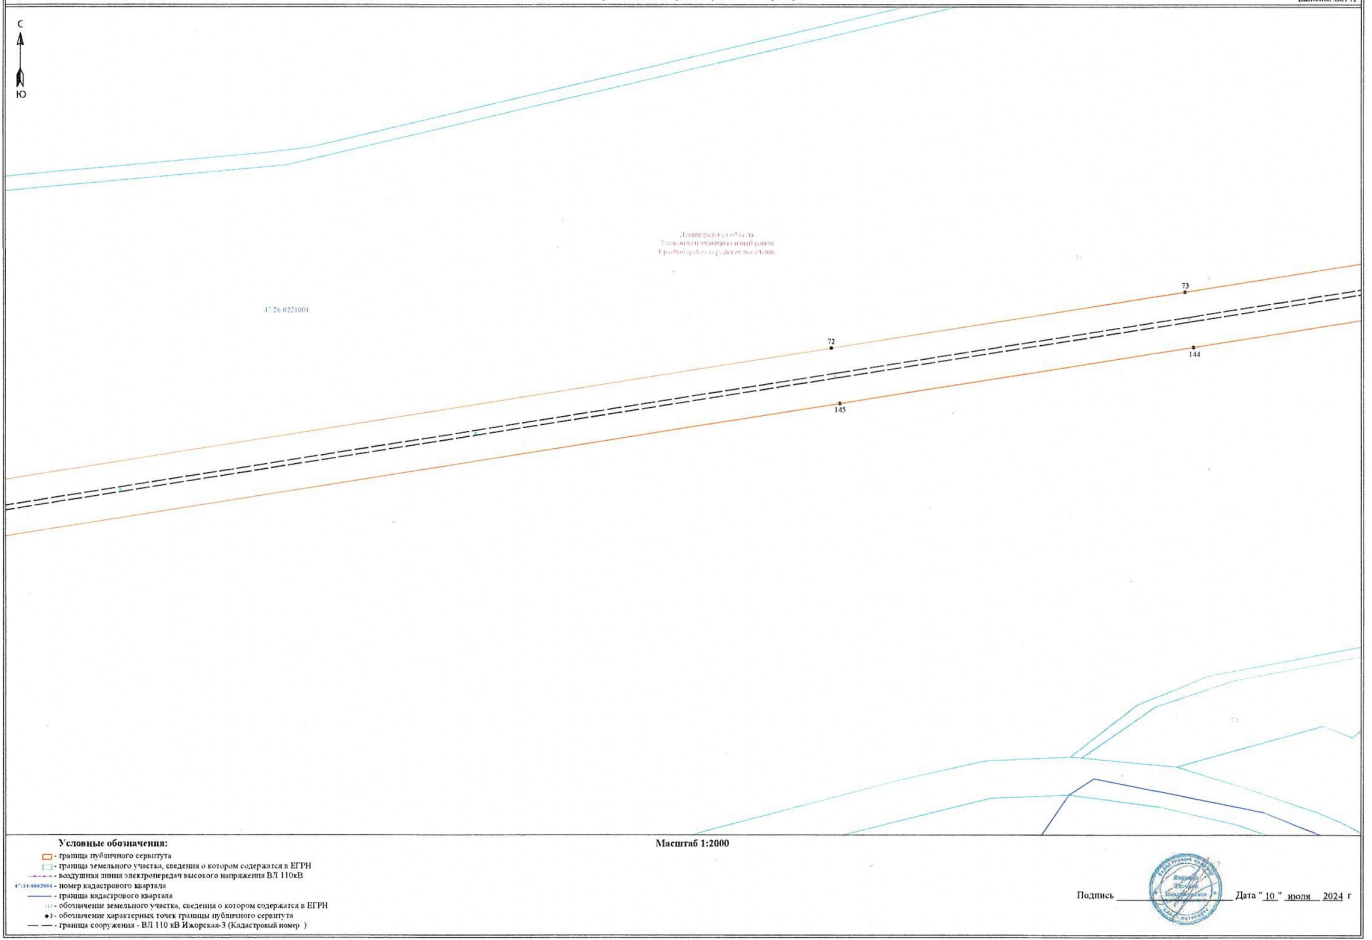 С
Ю
47:26:0221001
72
73
144
145
Условные обозначения:
Масштаб 1:2000
- граница публичного сервитута
- граница земельного участка, сведения о котором содержатся в ЕГРН
- воздушная линия электропередач высокого напряжения ВЛ 110кВ
- номер кадастрового квартала
- граница кадастрового квартала
- обозначение земельного участка, сведения о котором содержатся в ЕГРН
- обозначение характерных точек границы публичного сервитута
- граница сооружения - ВЛ 110 кВ Ижорская-3 (Кадастровый номер )
Подпись Дата "10" июля 2024 г